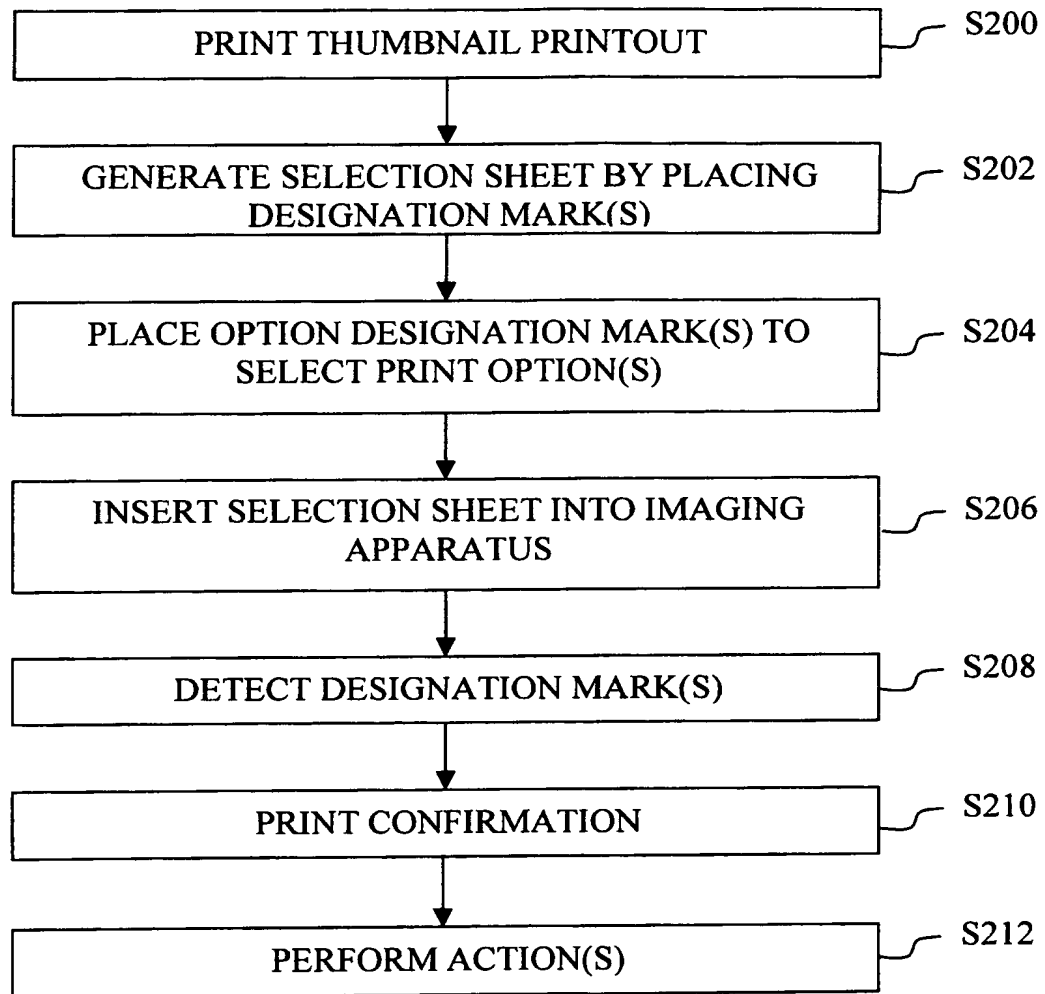 PRINT THUMBNAIL PRINTOUT
S200
GENERATE SELECTION SHEET BY PLACING
DESIGNATION MARK(S)
S202
PLACE OPTION DESIGNATION MARK(S) TO
SELECT PRINT OPTION(S)
S204
INSERT SELECTION SHEET INTO IMAGING
APPARATUS
S206
DETECT DESIGNATION MARK(S)
S208
PRINT CONFIRMATION
S210
PERFORM ACTION(S)
S212